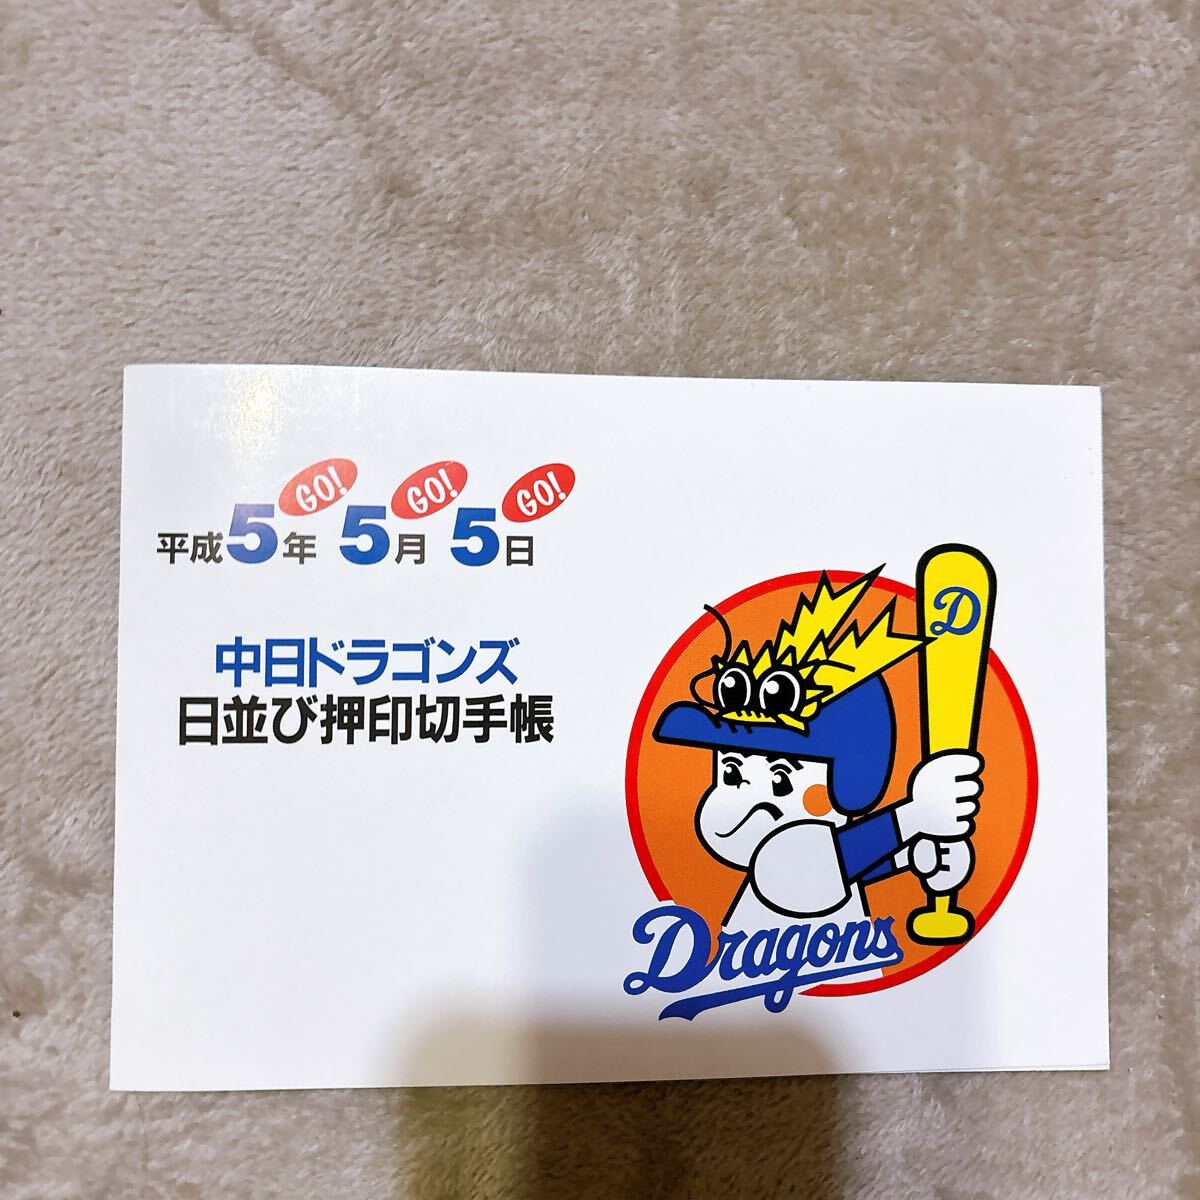 GO! GO! GO!
平成5年 5月 5日
中日ドラゴンズ
日並び押印切手帳
D
Dragons